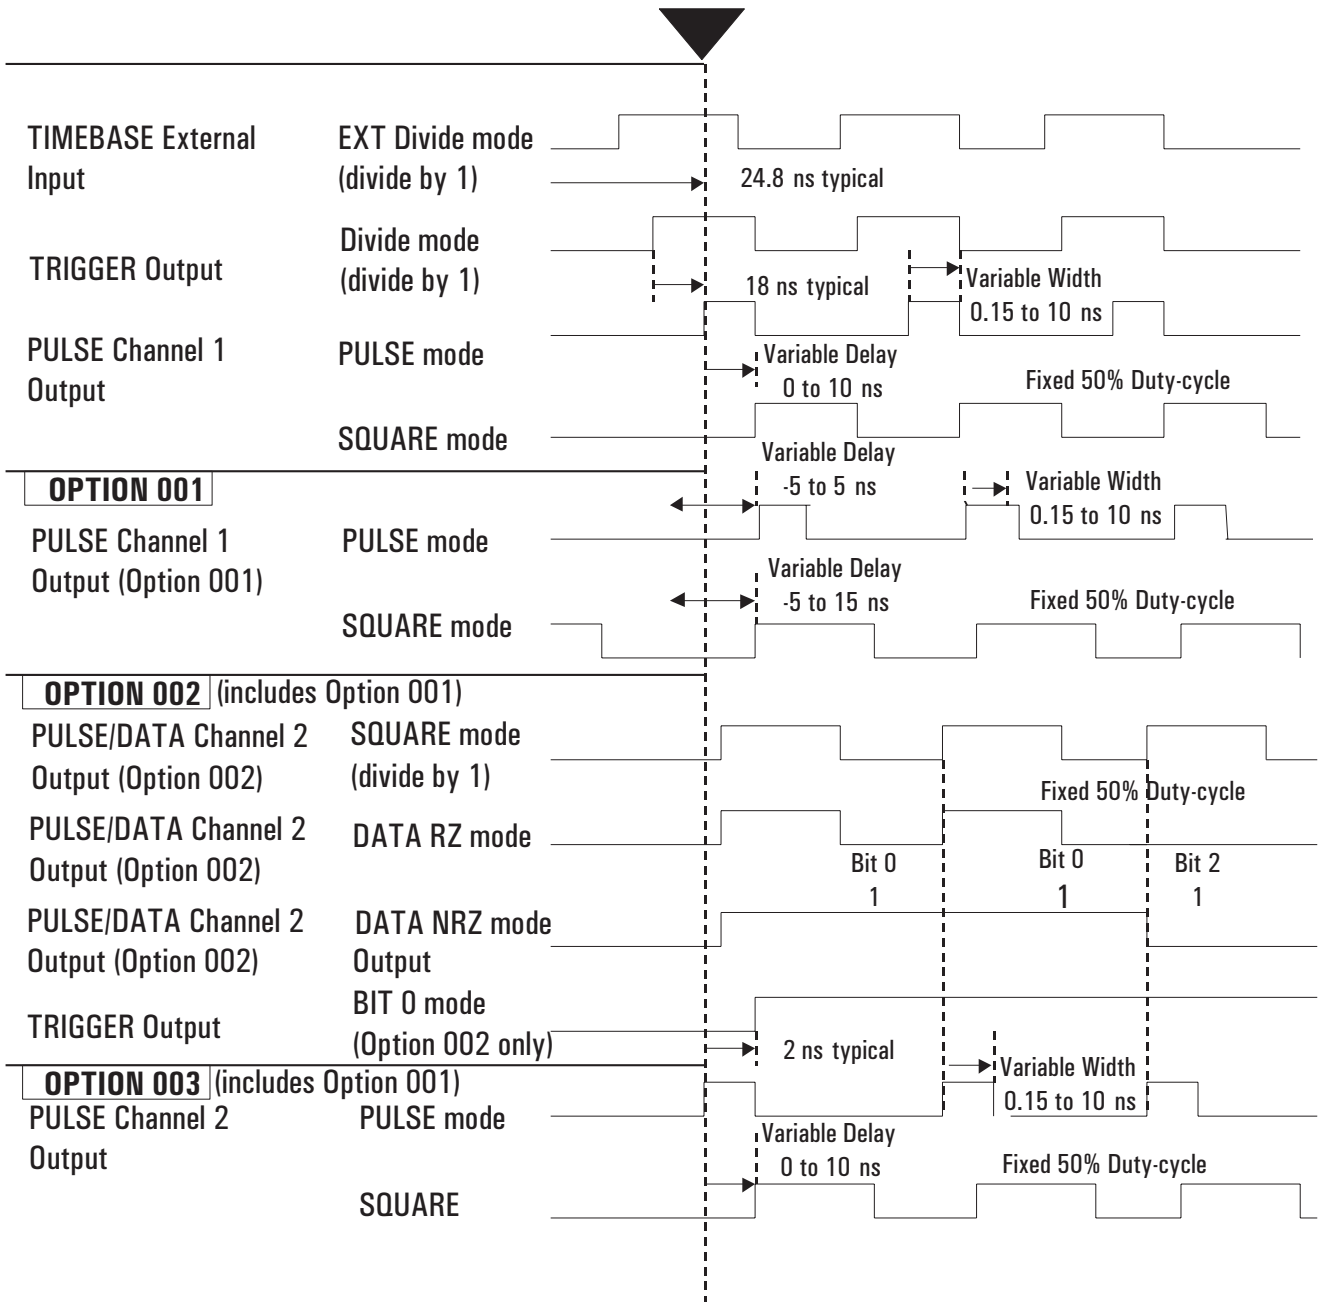 TIMEBASE External
Input
EXT Divide mode
(divide by 1)
24.8 ns typical
TRIGGER Output
Divide mode
(divide by 1)
18 ns typical
Variable Width
0.15 to 10 ns
PULSE Channel 1
Output
PULSE mode
Variable Delay
0 to 10 ns
Fixed 50% Duty-cycle
SQUARE mode
OPTION 001
Variable Delay
-5 to 5 ns
Variable Width
0.15 to 10 ns
PULSE Channel 1
Output (Option 001)
PULSE mode
Variable Delay
-5 to 15 ns
Fixed 50% Duty-cycle
SQUARE mode
OPTION 002 (includes Option 001)
PULSE/DATA Channel 2
Output (Option 002)
SQUARE mode
(divide by 1)
Fixed 50% Duty-cycle
PULSE/DATA Channel 2
Output (Option 002)
DATA RZ mode
Bit 0
1
Bit 0
1
Bit 2
1
PULSE/DATA Channel 2
Output (Option 002)
DATA NRZ mode
Output
TRIGGER Output
BIT 0 mode
(Option 002 only)
2 ns typical
OPTION 003 (includes Option 001)
Variable Width
0.15 to 10 ns
PULSE Channel 2
Output
PULSE mode
Variable Delay
0 to 10 ns
Fixed 50% Duty-cycle
SQUARE